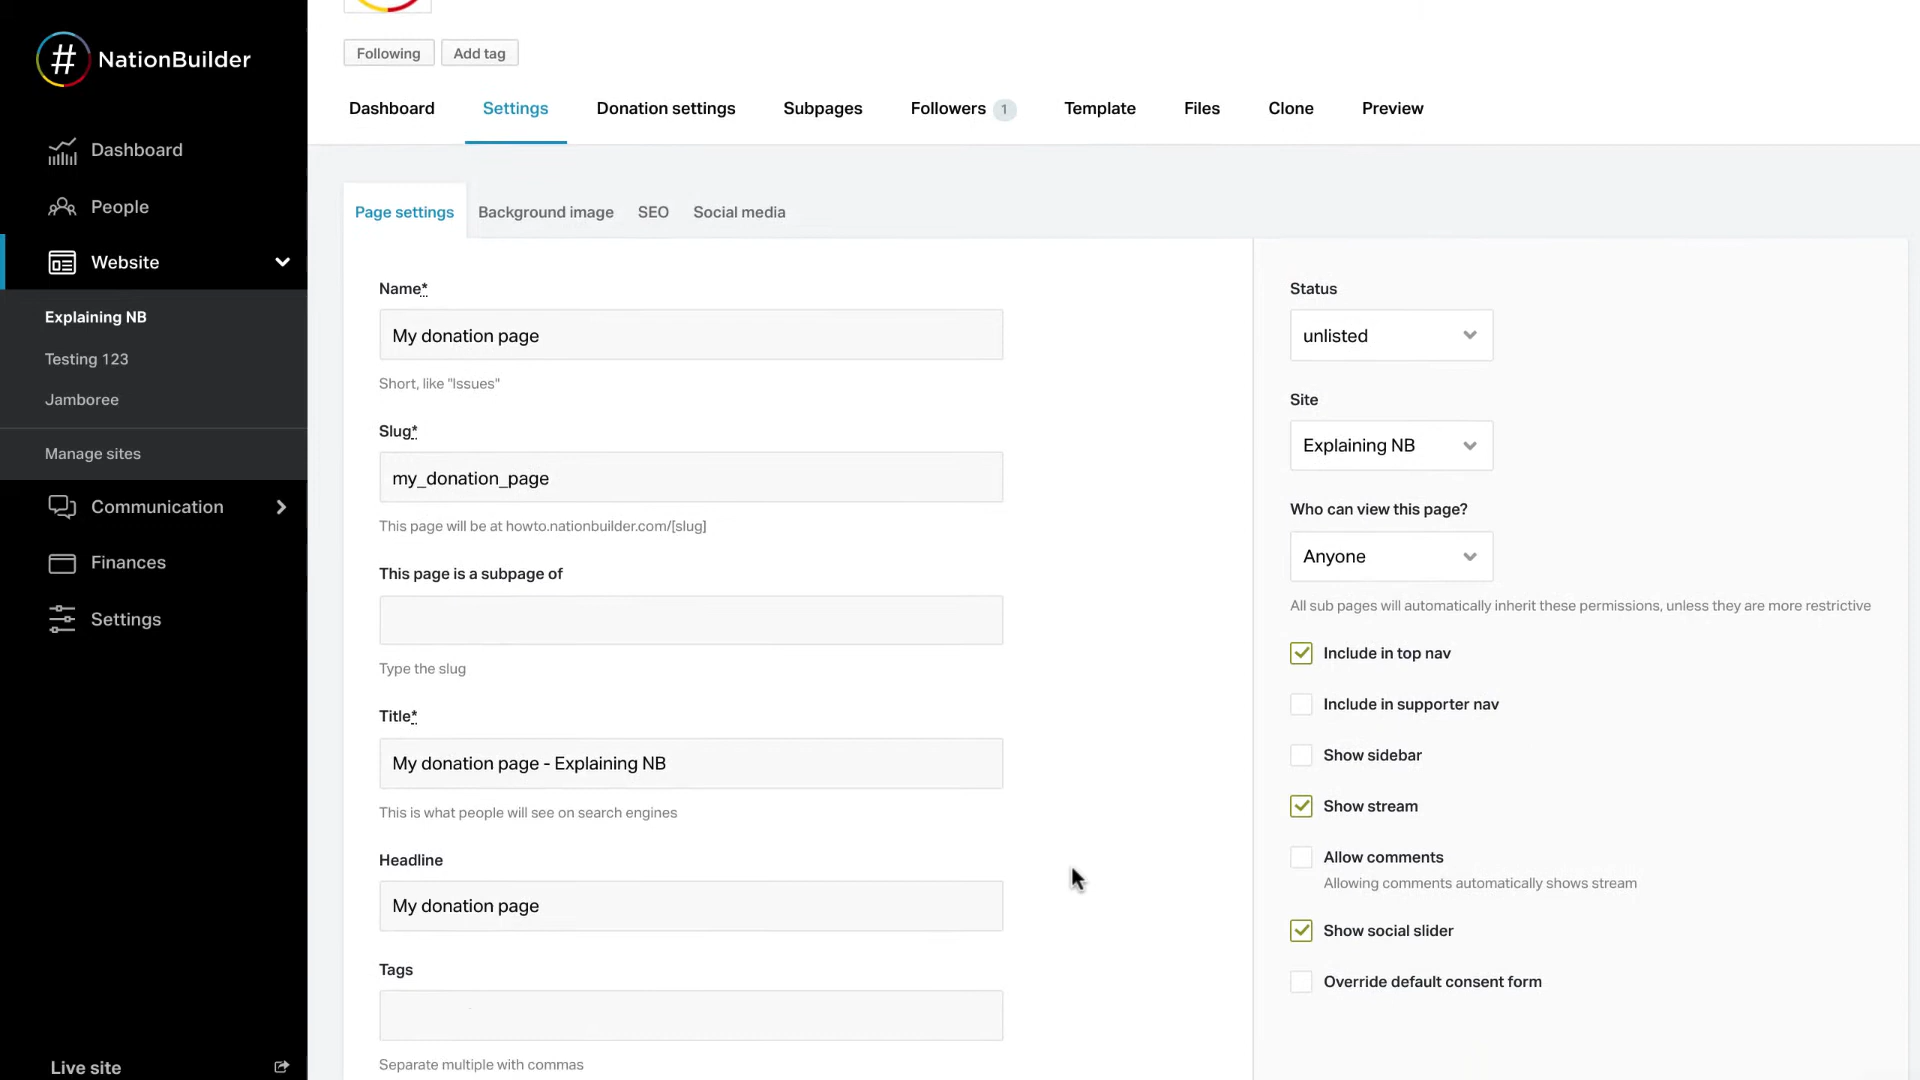 # NationBuilder
Dashboard
People
Website
Explaining NB
Testing 123
Jamboree
Manage sites
Communication
Finances
Settings
Live site
Following
Add tag
Dashboard
Settings
Donation settings
Subpages
Followers 1
Template
Files
Clone
Preview
Page settings
Background image
SEO
Social media
Name*
My donation page
Short, like "Issues"
Slug*
my_donation_page
This page will be at howto.nationbuilder.com/[slug]
This page is a subpage of
Type the slug
Title*
My donation page - Explaining NB
This is what people will see on search engines
Headline
My donation page
Tags
Separate multiple with commas
Status
unlisted
Site
Explaining NB
Who can view this page?
Anyone
All sub pages will automatically inherit these permissions, unless they are more restrictive
Include in top nav
Include in supporter nav
Show sidebar
Show stream
Allow comments
Allowing comments automatically shows stream
Show social slider
Override default consent form